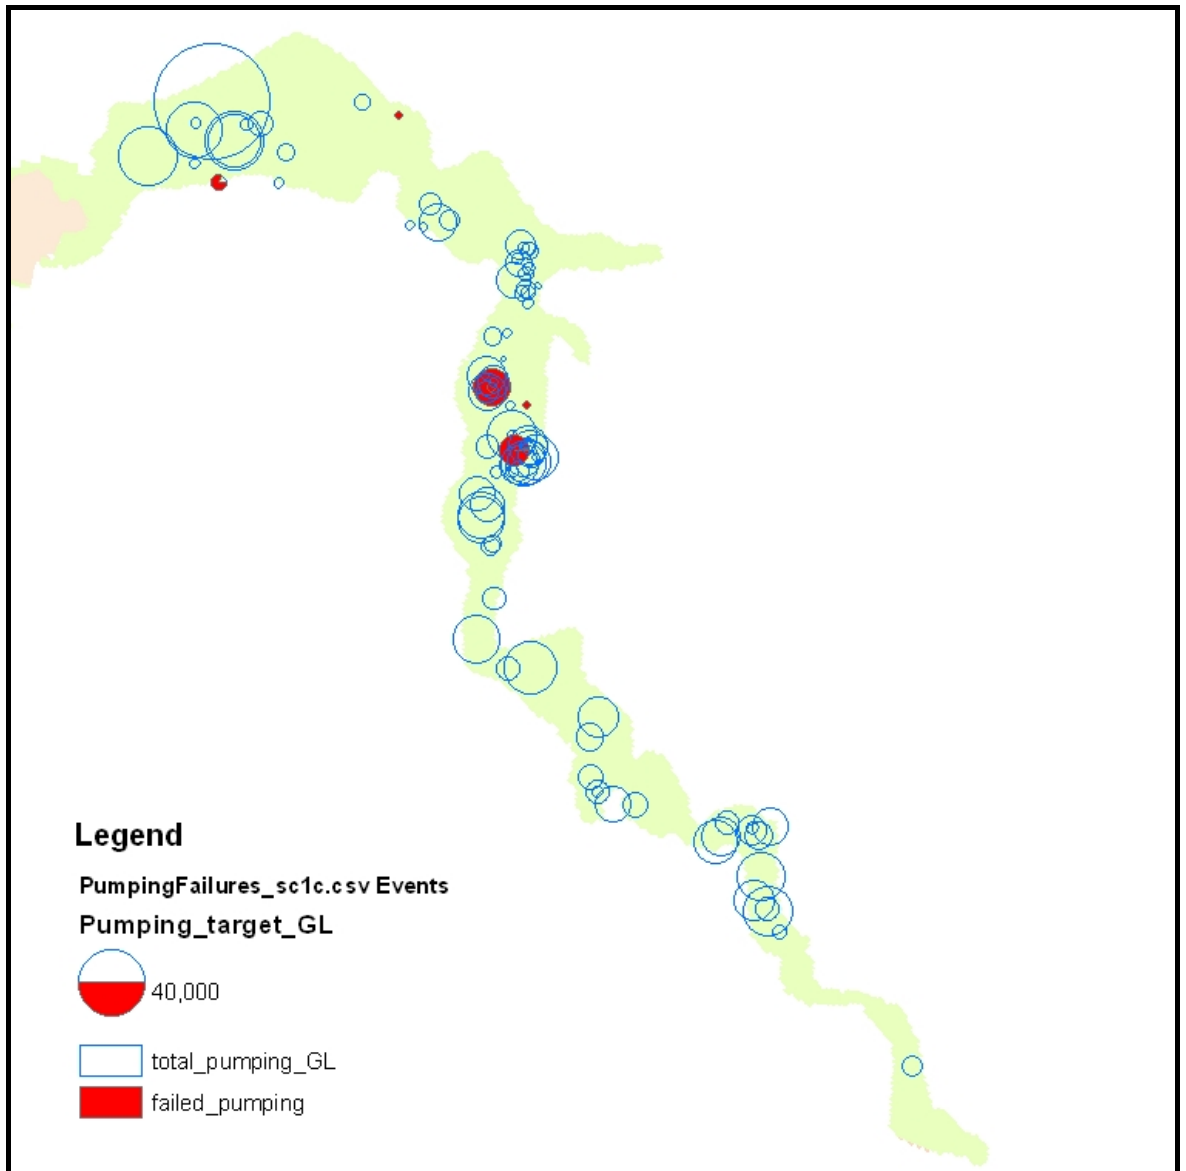 Legend
PumpingFailures_sc1c.csv Events
Pumping_target_GL
40,000
total_pumping_GL
failed_pumping